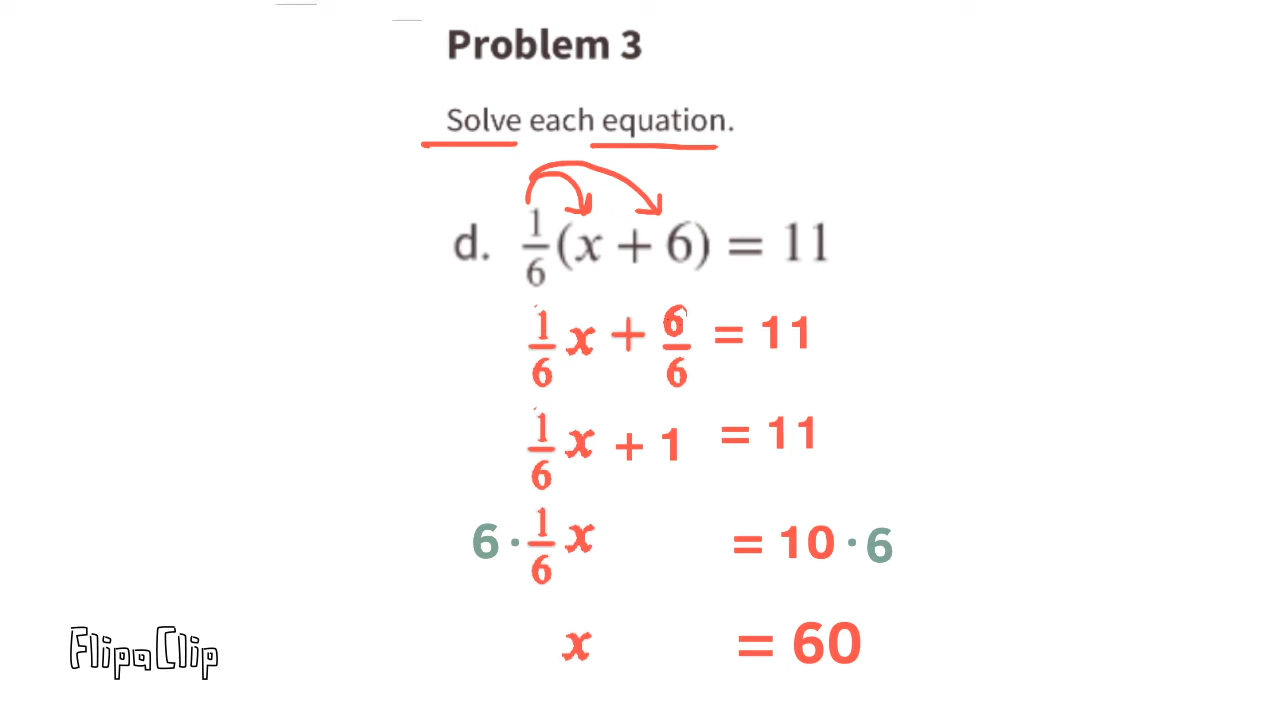 Problem 3
Solve each equation.
d. 1/6(x + 6) = 11
1/6 x + 6/6 = 11
1/6 x + 1 = 11
6 · 1/6 x = 10 · 6
x = 60
FlipaClip